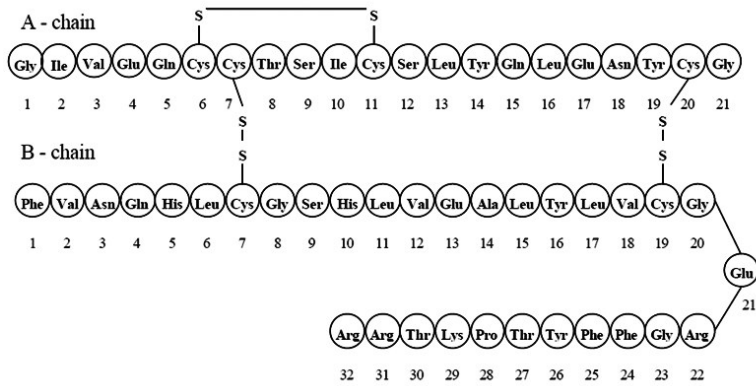 S S
A - chain
Gly Ile Val Glu Gln Cys Cys Thr Ser Ile Cys Ser Leu Tyr Gln Leu Glu Asn Tyr Cys Gly
1 2 3 4 5 6 7 8 9 10 11 12 13 14 15 16 17 18 19 20 21
S S
B - chain
S S
Phe Val Asn Gln His Leu Cys Gly Ser His Leu Val Glu Ala Leu Tyr Leu Val Cys Gly
1 2 3 4 5 6 7 8 9 10 11 12 13 14 15 16 17 18 19 20
Glu
21
Arg Arg Thr Lys Pro Thr Tyr Phe Phe Gly Arg
32 31 30 29 28 27 26 25 24 23 22